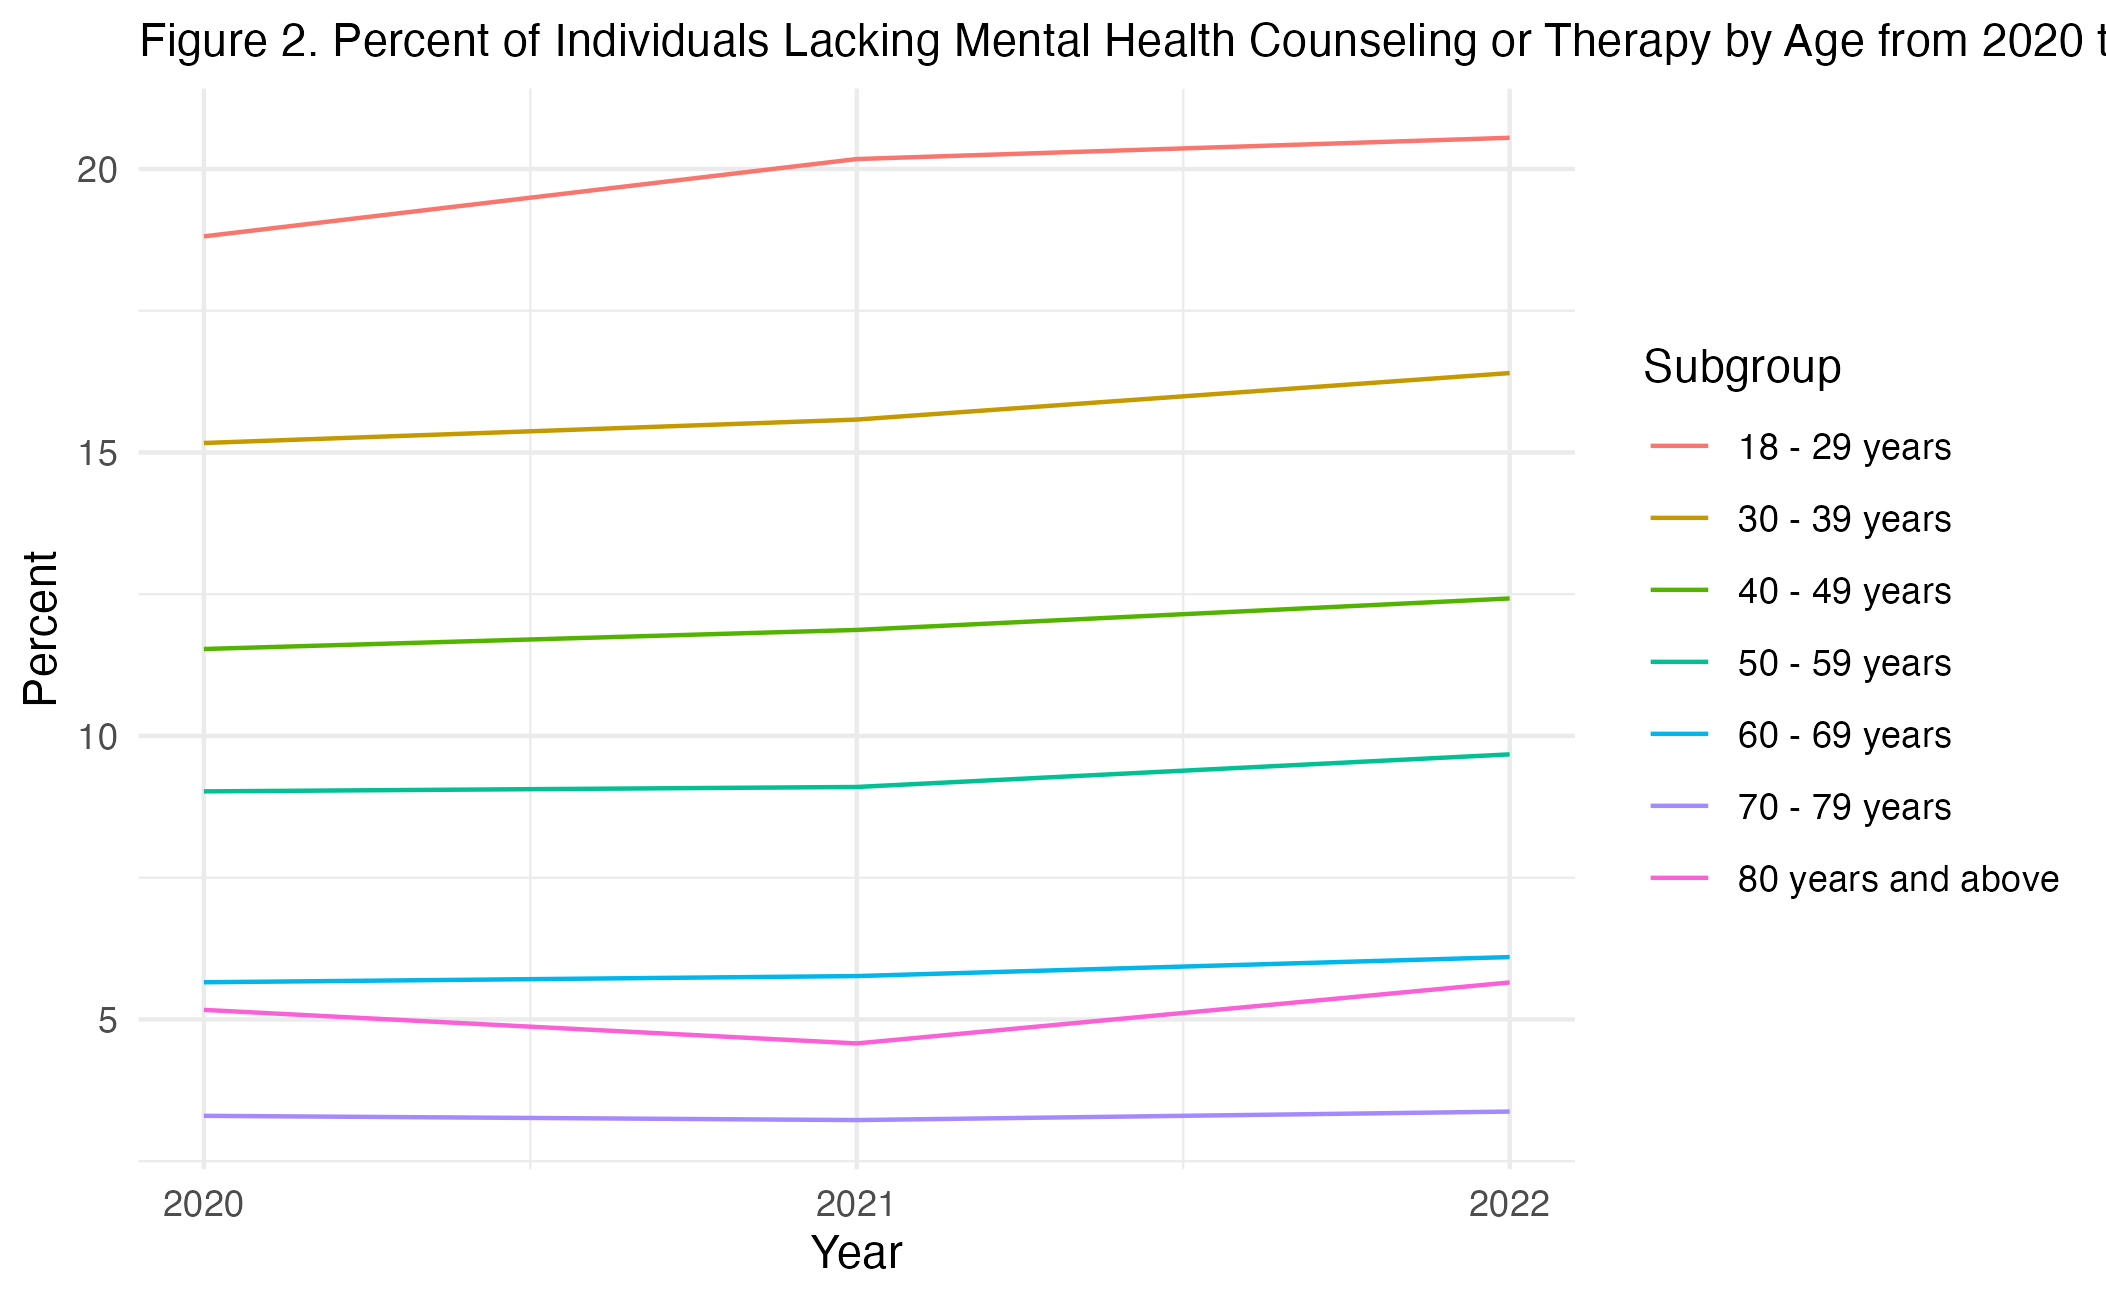 Figure 2. Percent of Individuals Lacking Mental Health Counseling or Therapy by Age from 2020 t
20
15
10
5
Percent
2020 2021 2022
Year
Subgroup
18 - 29 years
30 - 39 years
40 - 49 years
50 - 59 years
60 - 69 years
70 - 79 years
80 years and above